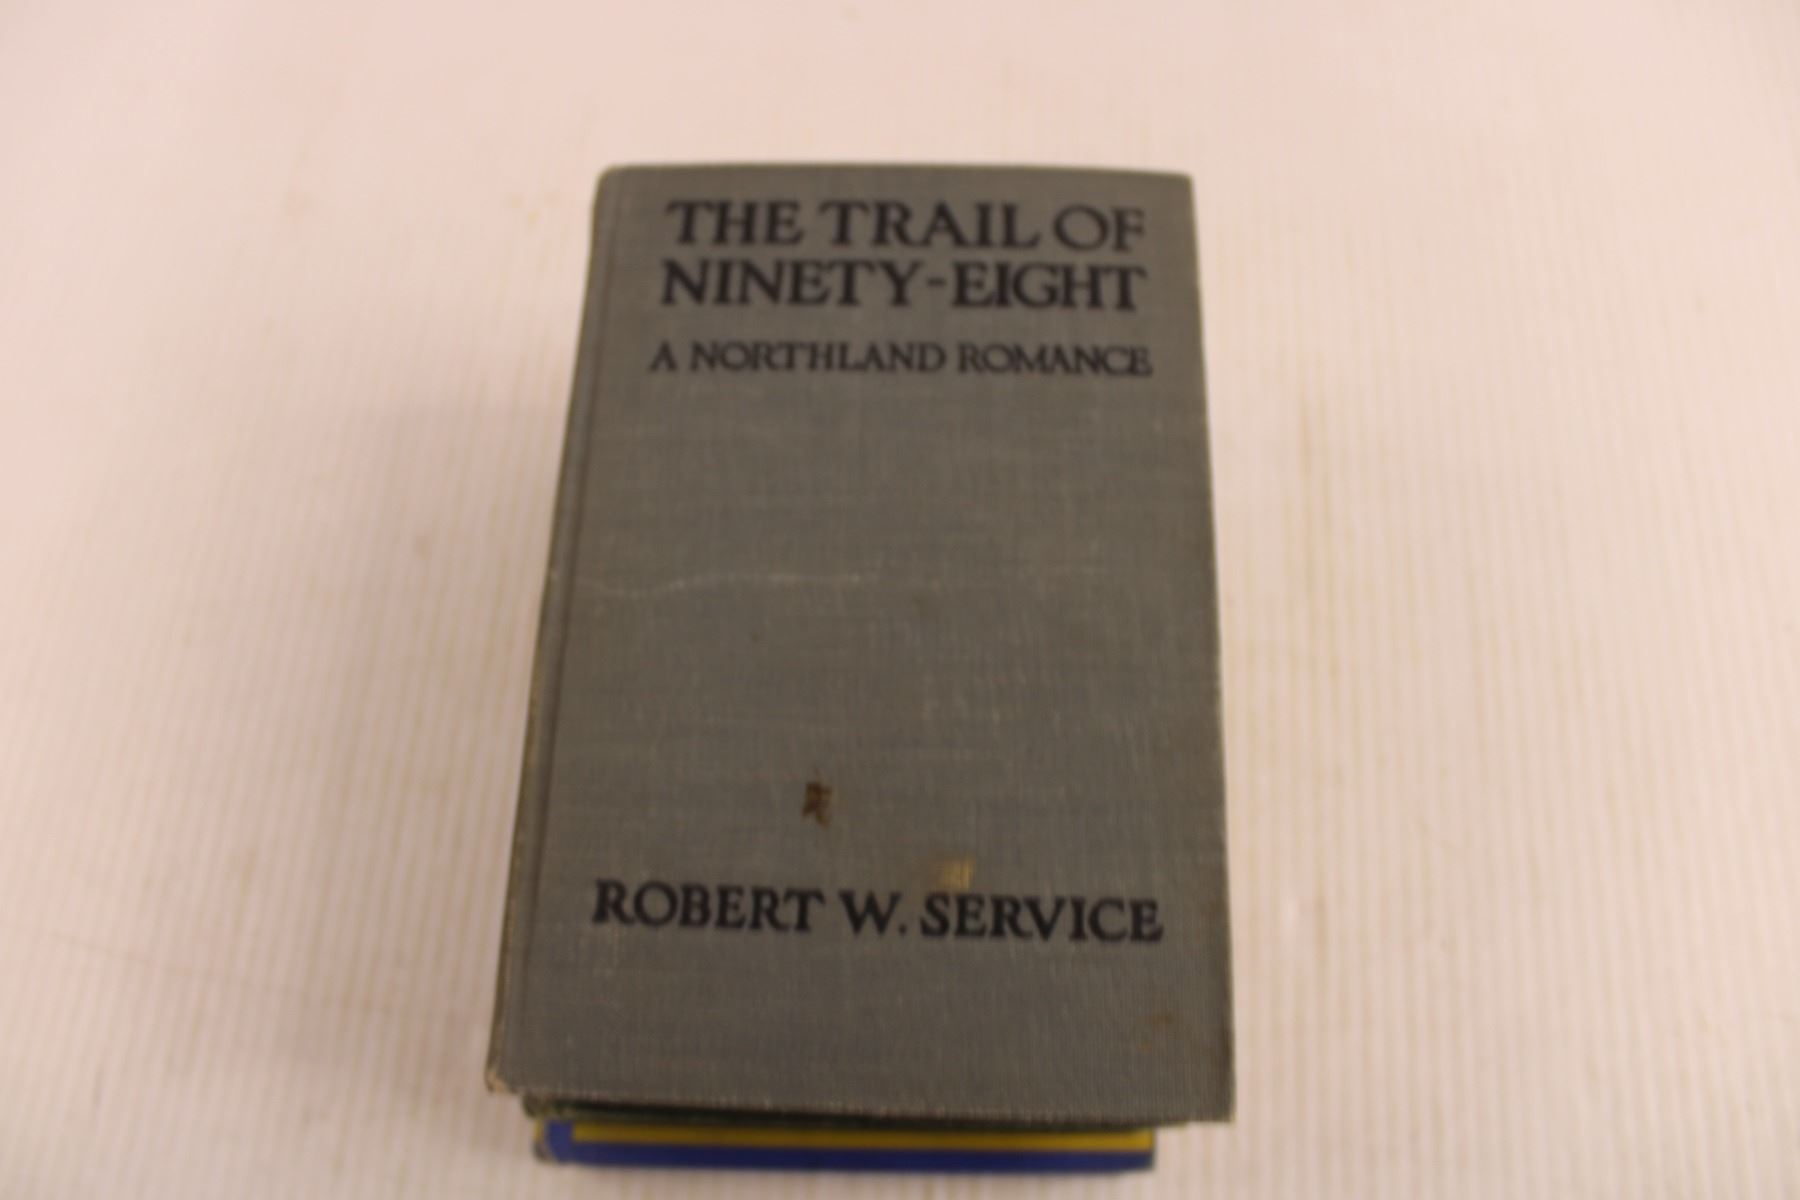 THE TRAIL OF
NINETY-EIGHT
A NORTHLAND ROMANCE
ROBERT W. SERVICE